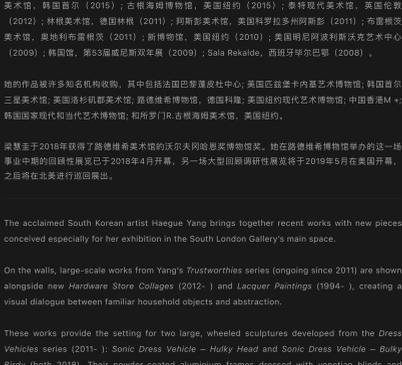 美术馆，韩国首尔（2015）；古根海姆博物馆，美国纽约（2015）；泰特现代美术馆，英国伦敦
（2012）；林根美术馆，德国林根（2011）；阿斯彭美术馆，美国科罗拉多州阿斯彭（2011）；布雷根茨
美术馆，奥地利布雷根茨（2011）；新博物馆，美国纽约（2010）；美国明尼阿波利斯沃克艺术中心
（2009）；韩国馆，第53届威尼斯双年展（2009）；Sala Rekalde，西班牙毕尔巴鄂（2008）。
她的作品被许多知名机构收购，其中包括法国巴黎蓬皮杜中心; 美国匹兹堡卡内基艺术博物馆; 韩国首尔
三星美术馆; 美国洛杉矶郡美术馆; 路德维希博物馆，德国科隆; 美国纽约现代艺术博物馆; 中国香港M +;
韩国国家现代和当代艺术博物馆; 和所罗门R.古根海姆美术馆，美国纽约。
梁慧圭于2018年获得了路德维希美术馆的沃尔夫冈哈恩奖博物馆奖。她在路德维希博物馆举办的这一场
事业中期的回顾性展览已于2018年4月开幕，另一场大型回顾调研性展览将于2019年5月在美国开幕，
之后将在北美进行巡回展出。
The acclaimed South Korean artist Haegue Yang brings together recent works with new pieces
conceived especially for her exhibition in the South London Gallery's main space.
On the walls, large-scale works from Yang's Trustworthies series (ongoing since 2011) are shown
alongside new Hardware Store Collages (2012- ) and Lacquer Paintings (1994- ), creating a
visual dialogue between familiar household objects and abstraction.
These works provide the setting for two large, wheeled sculptures developed from the Dress
Vehicles series (2011- ): Sonic Dress Vehicle – Hulky Head and Sonic Dress Vehicle – Bulky
Birdy (both 2018). Their powder-coated aluminium frames dressed with venetian blinds and